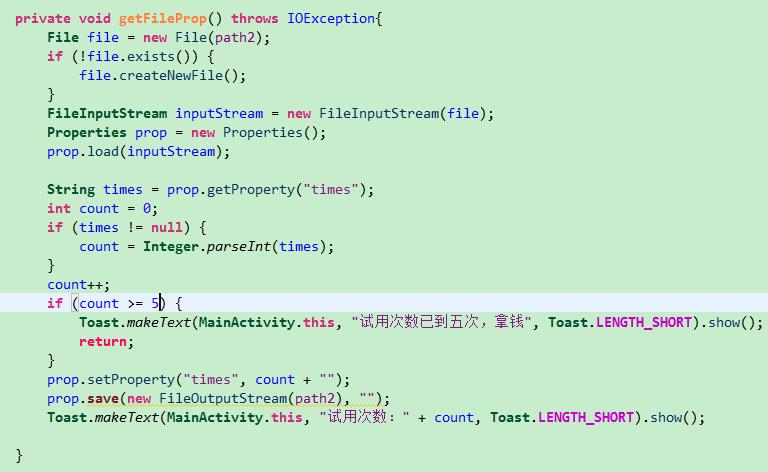 private void getFileProp() throws IOException{
    File file = new File(path2);
    if (!file.exists()) {
        file.createNewFile();
    }
    FileInputStream inputStream = new FileInputStream(file);
    Properties prop = new Properties();
    prop.load(inputStream);

    String times = prop.getProperty("times");
    int count = 0;
    if (times != null) {
        count = Integer.parseInt(times);
    }
    count++;
    if (count >= 5) {
        Toast.makeText(MainActivity.this, "试用次数已到五次，拿钱", Toast.LENGTH_SHORT).show();
        return;
    }
    prop.setProperty("times", count + "");
    prop.save(new FileOutputStream(path2), "");
    Toast.makeText(MainActivity.this, "试用次数：" + count, Toast.LENGTH_SHORT).show();

}